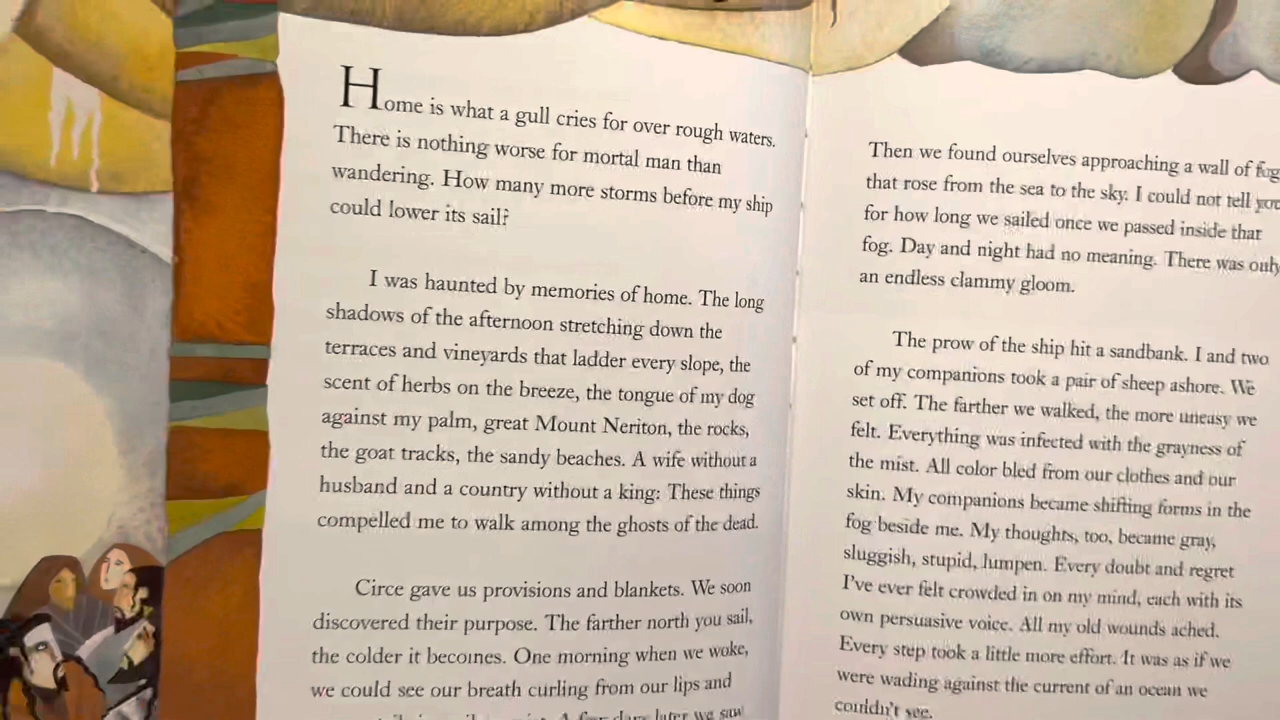 Home is what a gull cries for over rough waters.
There is nothing worse for mortal man than
wandering. How many more storms before my ship
could lower its sail?
I was haunted by memories of home. The long
shadows of the afternoon stretching down the
terraces and vineyards that ladder every slope, the
scent of herbs on the breeze, the tongue of my dog
against my palm, great Mount Neriton, the rocks,
the goat tracks, the sandy beaches. A wife without a
husband and a country without a king: These things
compelled me to walk among the ghosts of the dead.
Circe gave us provisions and blankets. We soon
discovered their purpose. The farther north you sail,
the colder it becomes. One morning when we woke,
we could see our breath curling from our lips and
A few days later we saw
Then we found ourselves approaching a wall of fog
that rose from the sea to the sky. I could not tell you
for how long we sailed once we passed inside that
fog. Day and night had no meaning. There was only
an endless clammy gloom.
The prow of the ship hit a sandbank. I and two
of my companions took a pair of sheep ashore. We
set off. The farther we walked, the more uneasy we
felt. Everything was infected with the grayness of
the mist. All color bled from our clothes and our
skin. My companions became shifting forms in the
fog beside me. My thoughts, too, became gray,
sluggish, stupid, lumpen. Every doubt and regret
I've ever felt crowded in on my mind, each with its
own persuasive voice. All my old wounds ached.
Every step took a little more effort. It was as if we
were wading against the current of an ocean we
couldn't see.